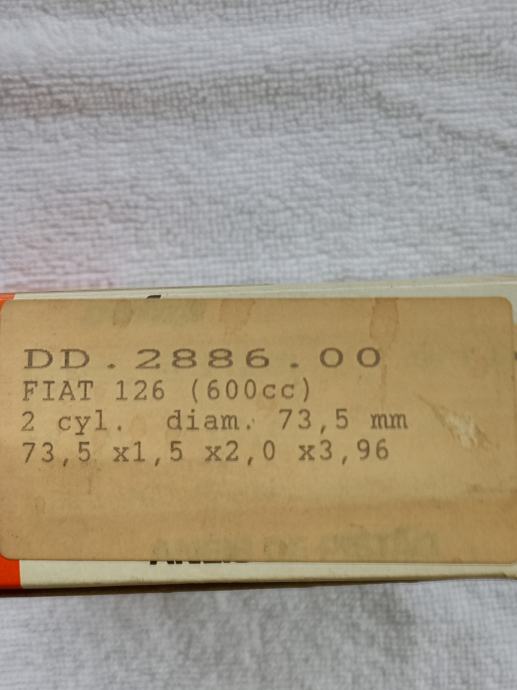 DD.2886.00
FIAT 126 (600cc)
2 cyl. diam. 73,5 mm
73,5 x1,5 x2,0 x3,96